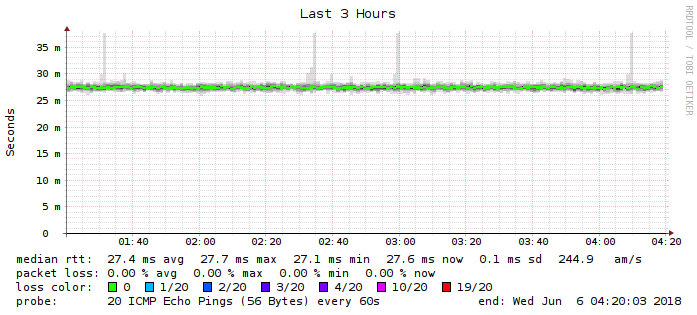 Last 3 Hours
RRDTOOL / TOBI OETIKER
Seconds
35 m
30 m
25 m
20 m
15 m
10 m
5 m
0
01:40 02:00 02:20 02:40 03:00 03:20 03:40 04:00 04:20
median rtt: 27.4 ms avg 27.7 ms max 27.1 ms min 27.6 ms now 0.1 ms sd 244.9 am/s
packet loss: 0.00 % avg 0.00 % max 0.00 % min 0.00 % now
loss color: 0 1/20 2/20 3/20 4/20 10/20 19/20
probe: 20 ICMP Echo Pings (56 Bytes) every 60s end: Wed Jun 6 04:20:03 2018